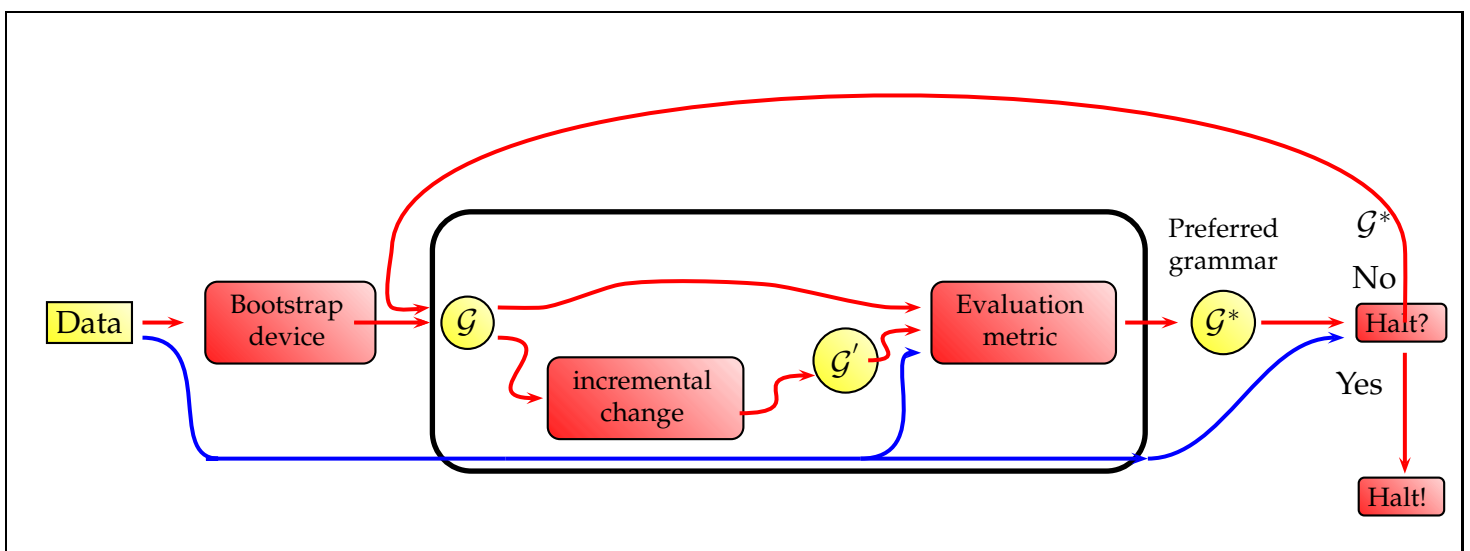 Data
Bootstrap
device
𝒢
incremental
change
𝒢′
Evaluation
metric
Preferred
grammar
𝒢*
𝒢*
No
Halt?
Yes
Halt!